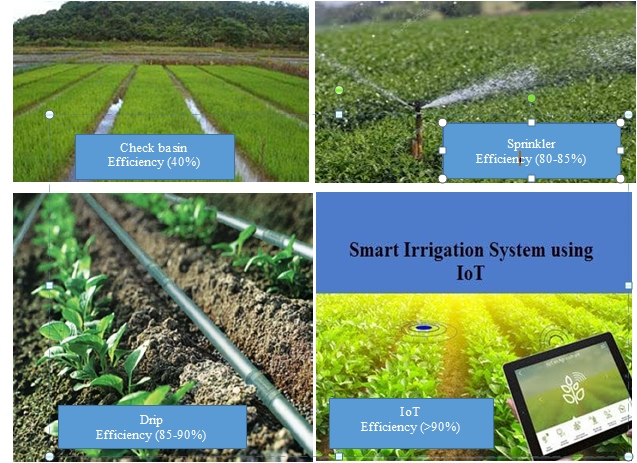 Check basin
Efficiency (40%)
Sprinkler
Efficiency (80-85%)
Smart Irrigation System using
IoT
Drip
Efficiency (85-90%)
IoT
Efficiency (>90%)